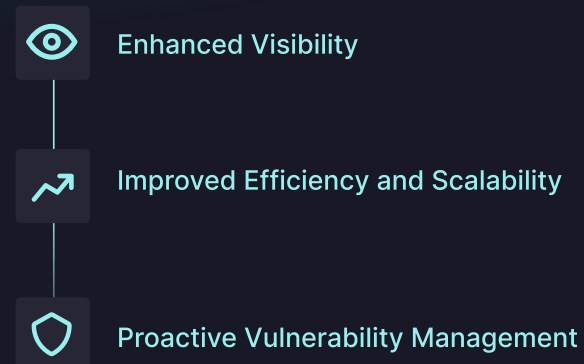 Enhanced Visibility
Improved Efficiency and Scalability
Proactive Vulnerability Management